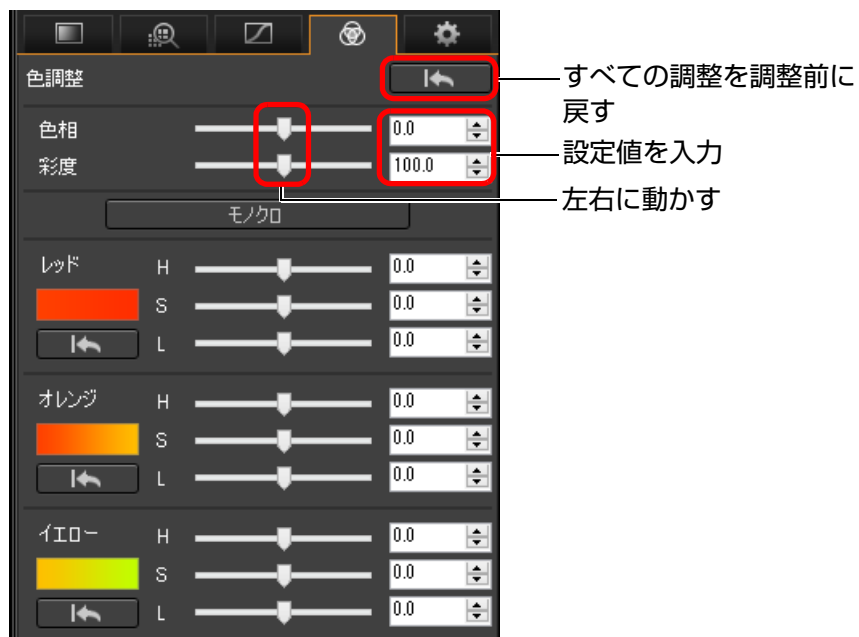 色調整
すべての調整を調整前に
戻す
色相 0.0
彩度 100.0
設定値を入力
左右に動かす
モノクロ
レッド H 0.0
S 0.0
L 0.0
オレンジ H 0.0
S 0.0
L 0.0
イエロー H 0.0
S 0.0
L 0.0